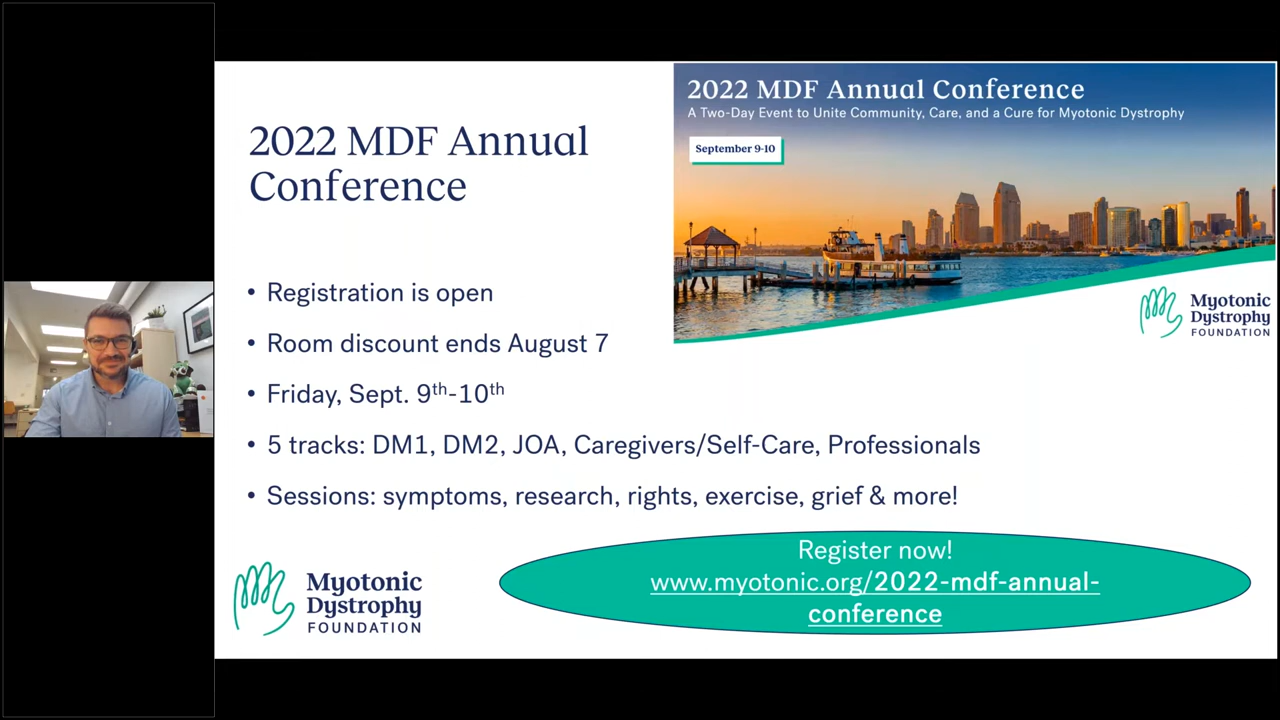 2022 MDF Annual
Conference
• Registration is open
• Room discount ends August 7
• Friday, Sept. 9th-10th
• 5 tracks: DM1, DM2, JOA, Caregivers/Self-Care, Professionals
• Sessions: symptoms, research, rights, exercise, grief & more!
2022 MDF Annual Conference
A Two-Day Event to Unite Community, Care, and a Cure for Myotonic Dystrophy
September 9-10
Myotonic
Dystrophy
FOUNDATION
Myotonic
Dystrophy
FOUNDATION
Register now!
www.myotonic.org/2022-mdf-annual-
conference